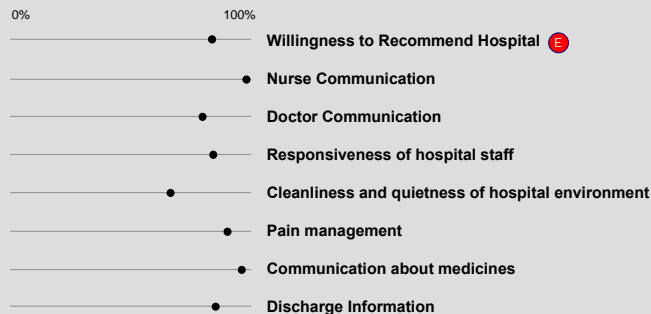 0% 100%
Willingness to Recommend Hospital E
Nurse Communication
Doctor Communication
Responsiveness of hospital staff
Cleanliness and quietness of hospital environment
Pain management
Communication about medicines
Discharge Information